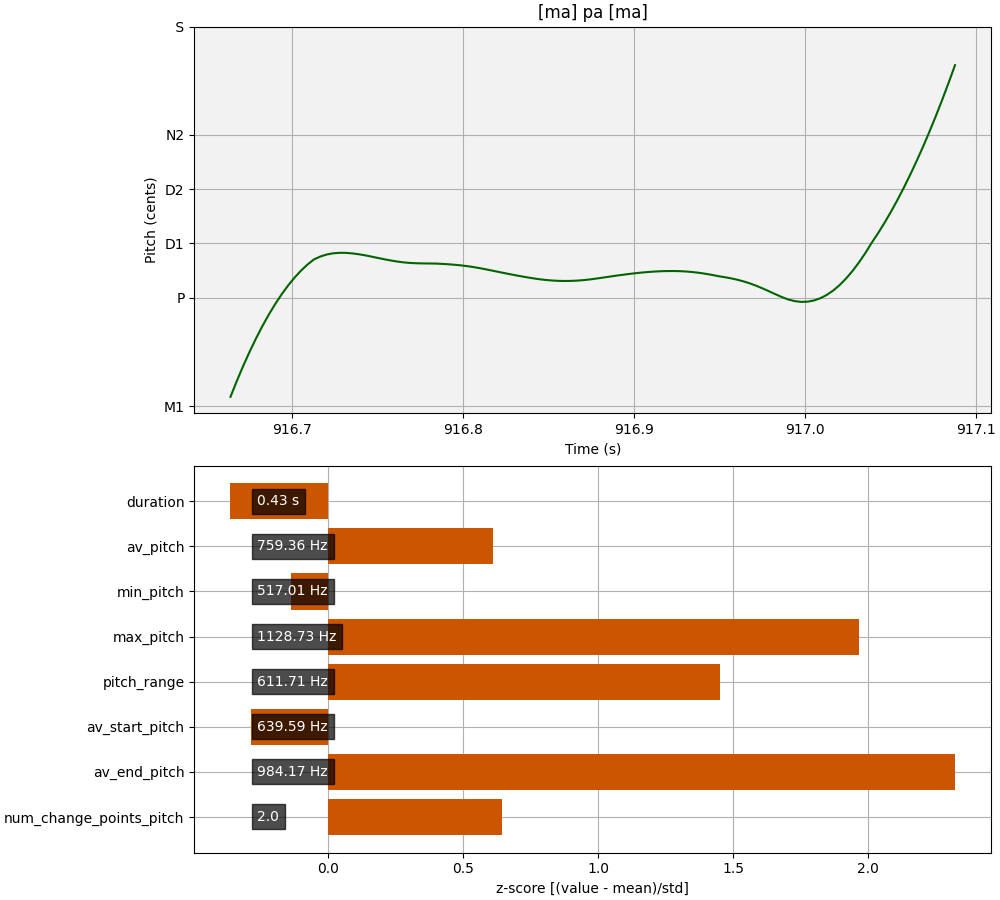 [ma] pa [ma]
S
N2
D2
D1
P
M1
Pitch (cents)
916.7 916.8 916.9 917.0 917.1
Time (s)
duration 0.43 s
av_pitch 759.36 Hz
min_pitch 517.01 Hz
max_pitch 1128.73 Hz
pitch_range 611.71 Hz
av_start_pitch 639.59 Hz
av_end_pitch 984.17 Hz
num_change_points_pitch 2.0
0.0 0.5 1.0 1.5 2.0
z-score [(value - mean)/std]